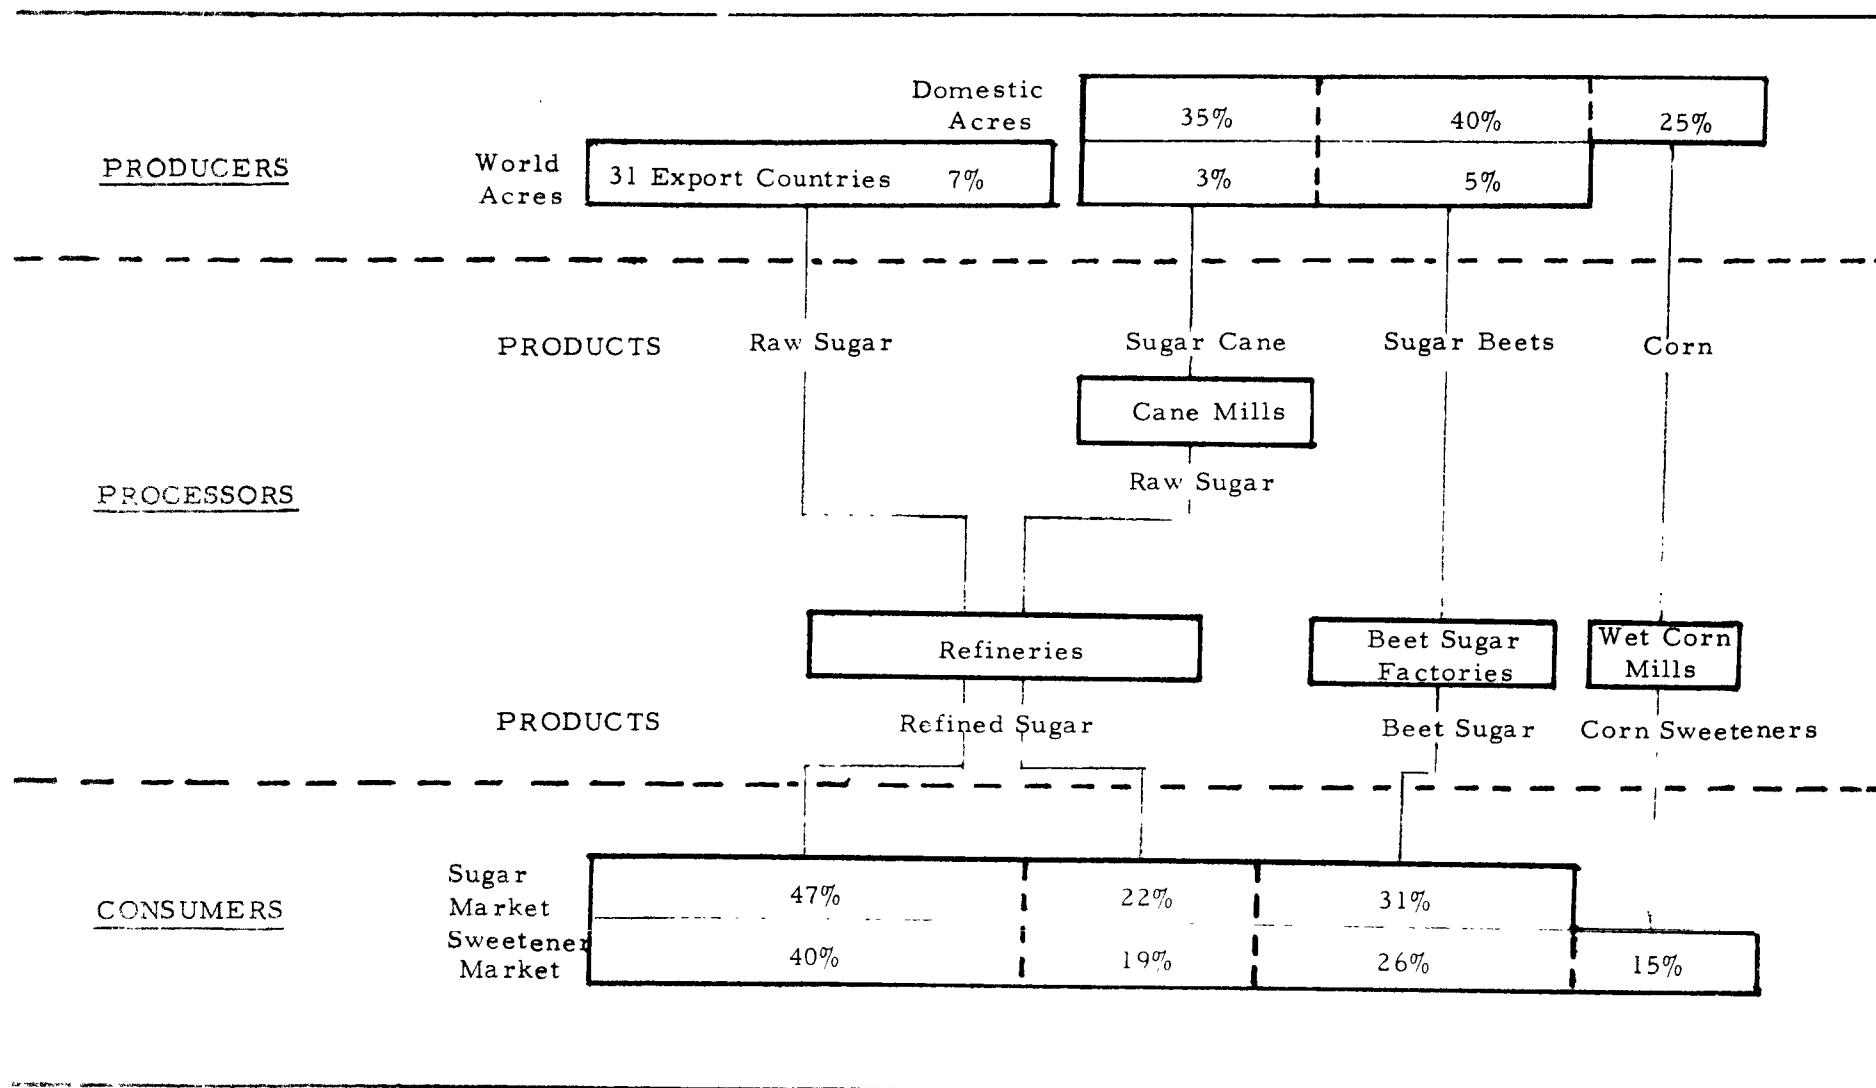 Domestic
Acres
35% 40% 25%
PRODUCERS
World
Acres
31 Export Countries 7%
3% 5%
PRODUCTS Raw Sugar Sugar Cane Sugar Beets Corn
Cane Mills
Raw Sugar
PROCESSORS
Refineries
Beet Sugar
Factories
Wet Corn
Mills
PRODUCTS Refined Sugar Beet Sugar Corn Sweeteners
CONSUMERS
Sugar
Market
47% 22% 31%
Sweetener
Market
40% 19% 26% 15%